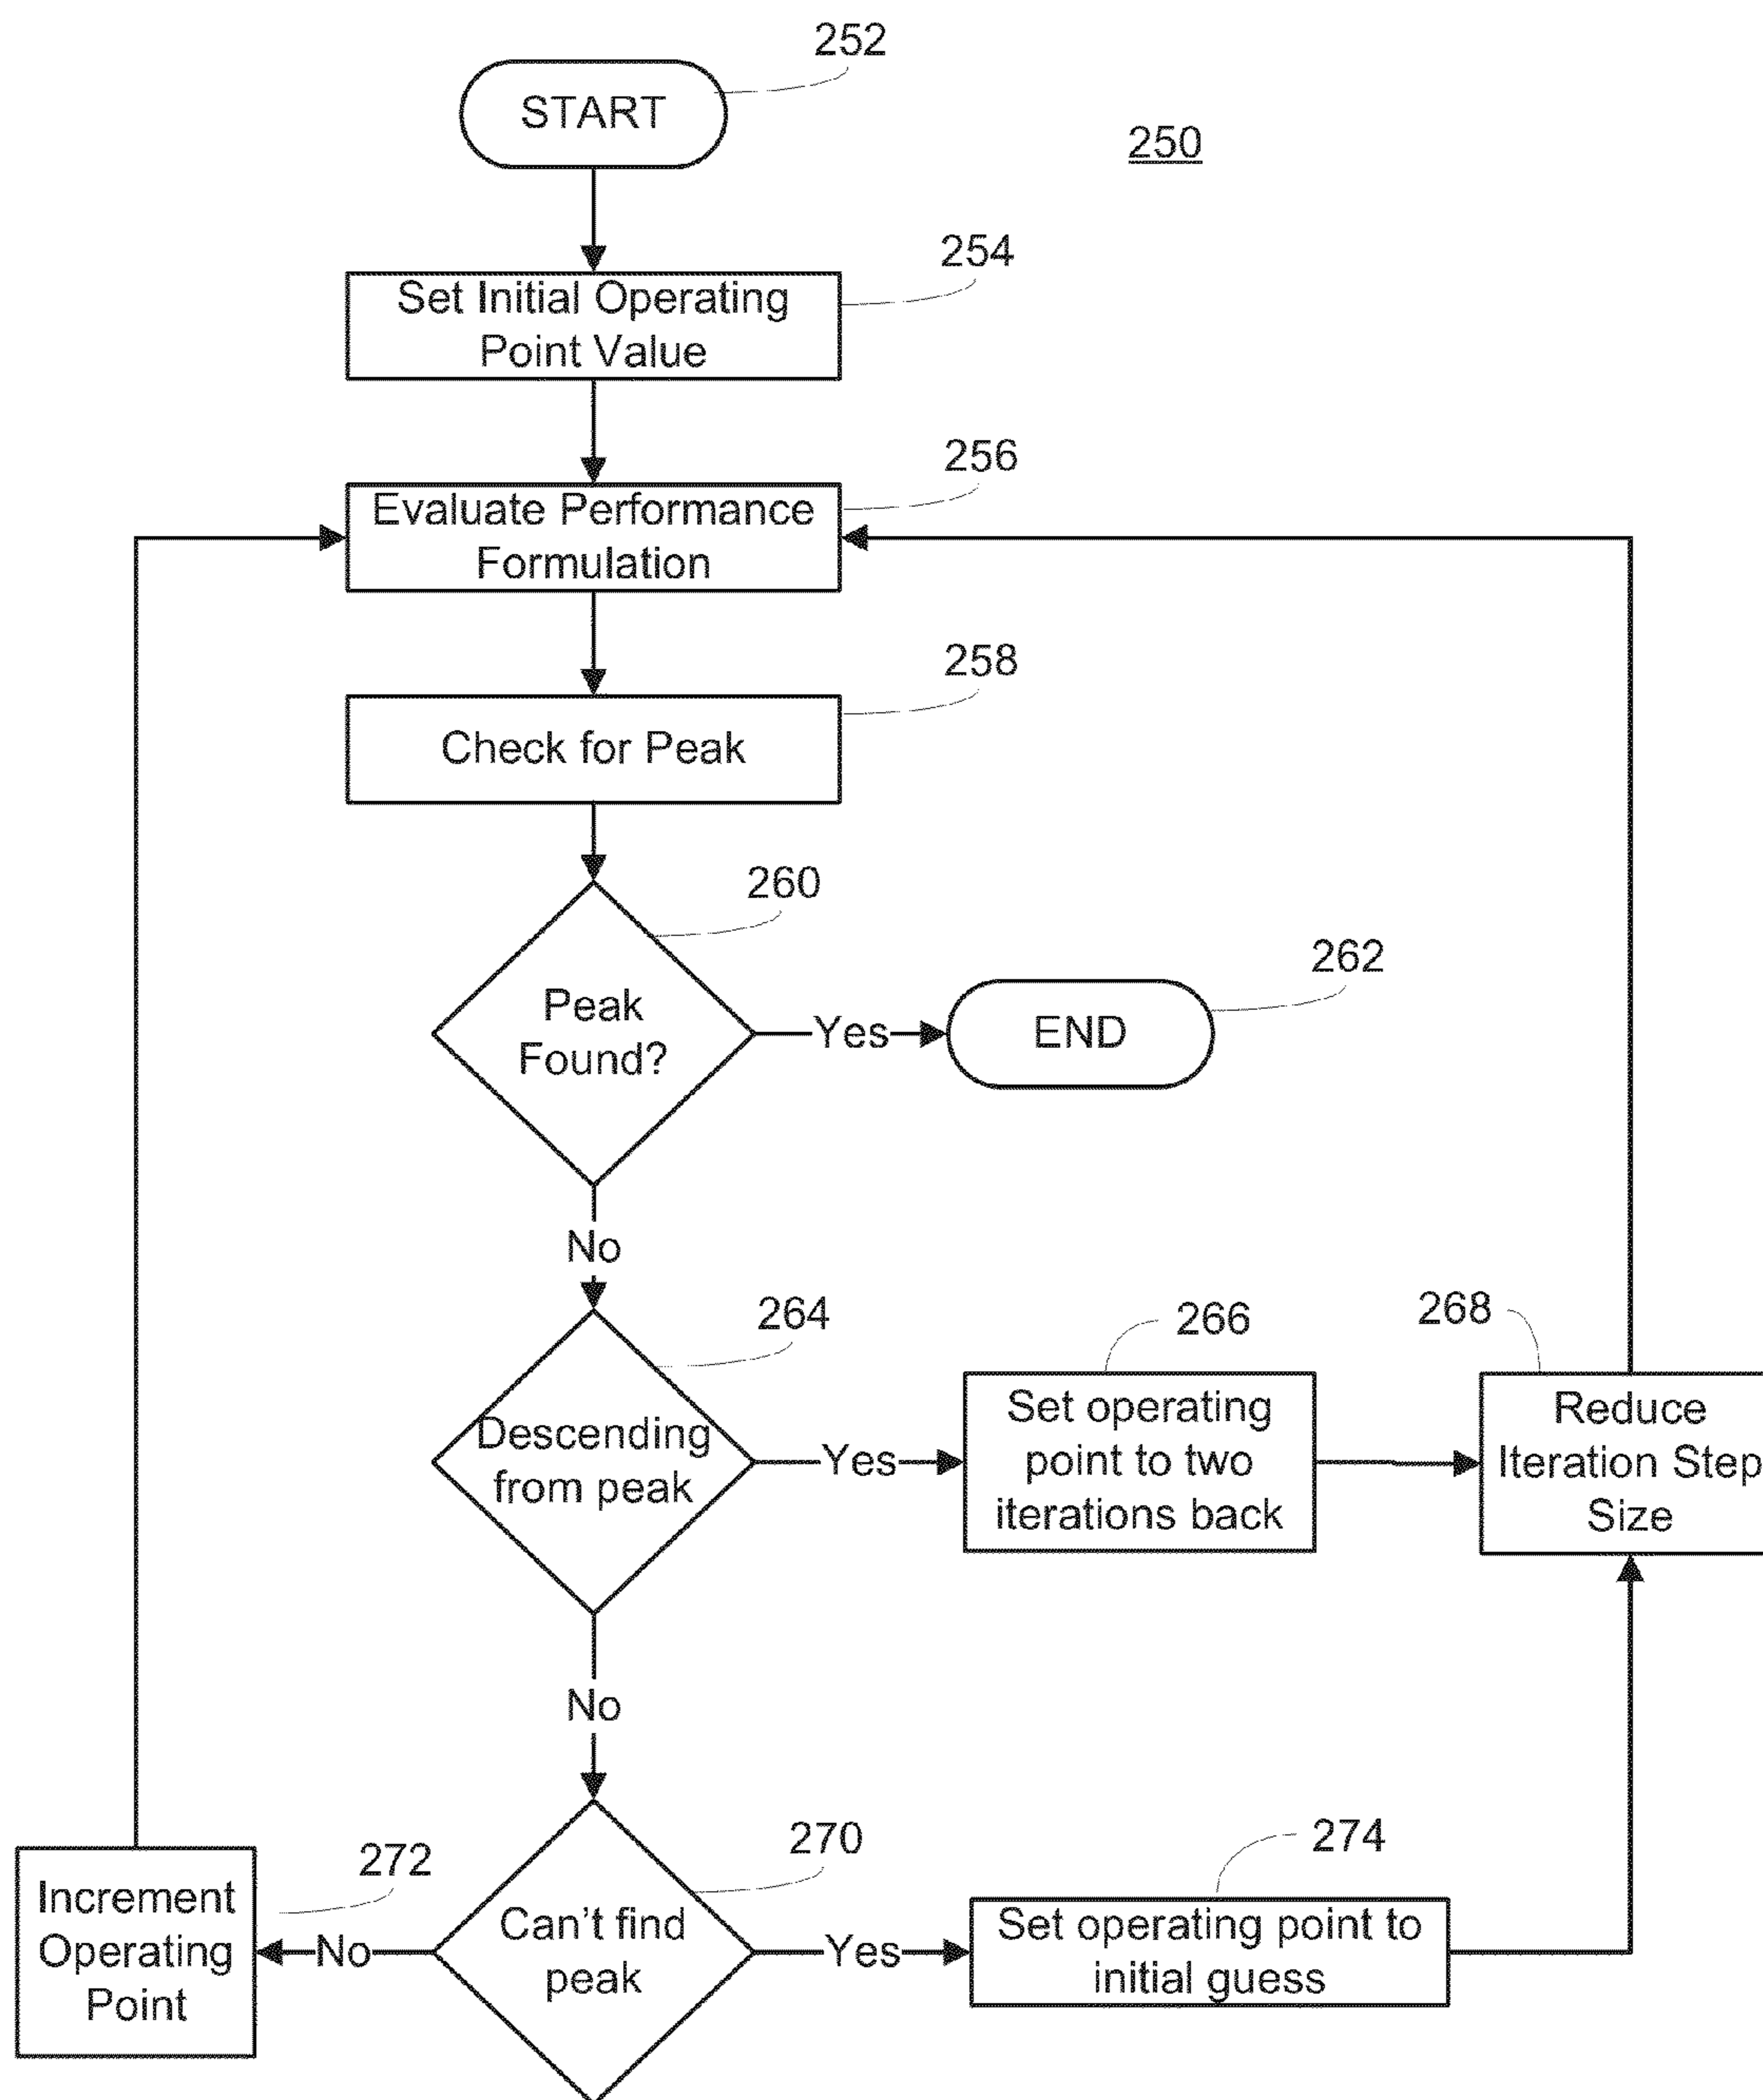 252
START
250
254
Set Initial Operating
Point Value
256
Evaluate Performance
Formulation
258
Check for Peak
260
Peak
Found?
Yes
262
END
No
264
Descending
from peak
Yes
266
Set operating
point to two
iterations back
268
Reduce
Iteration Step
Size
No
270
Can't find
peak
No
272
Increment
Operating
Point
Yes
274
Set operating point to
initial guess